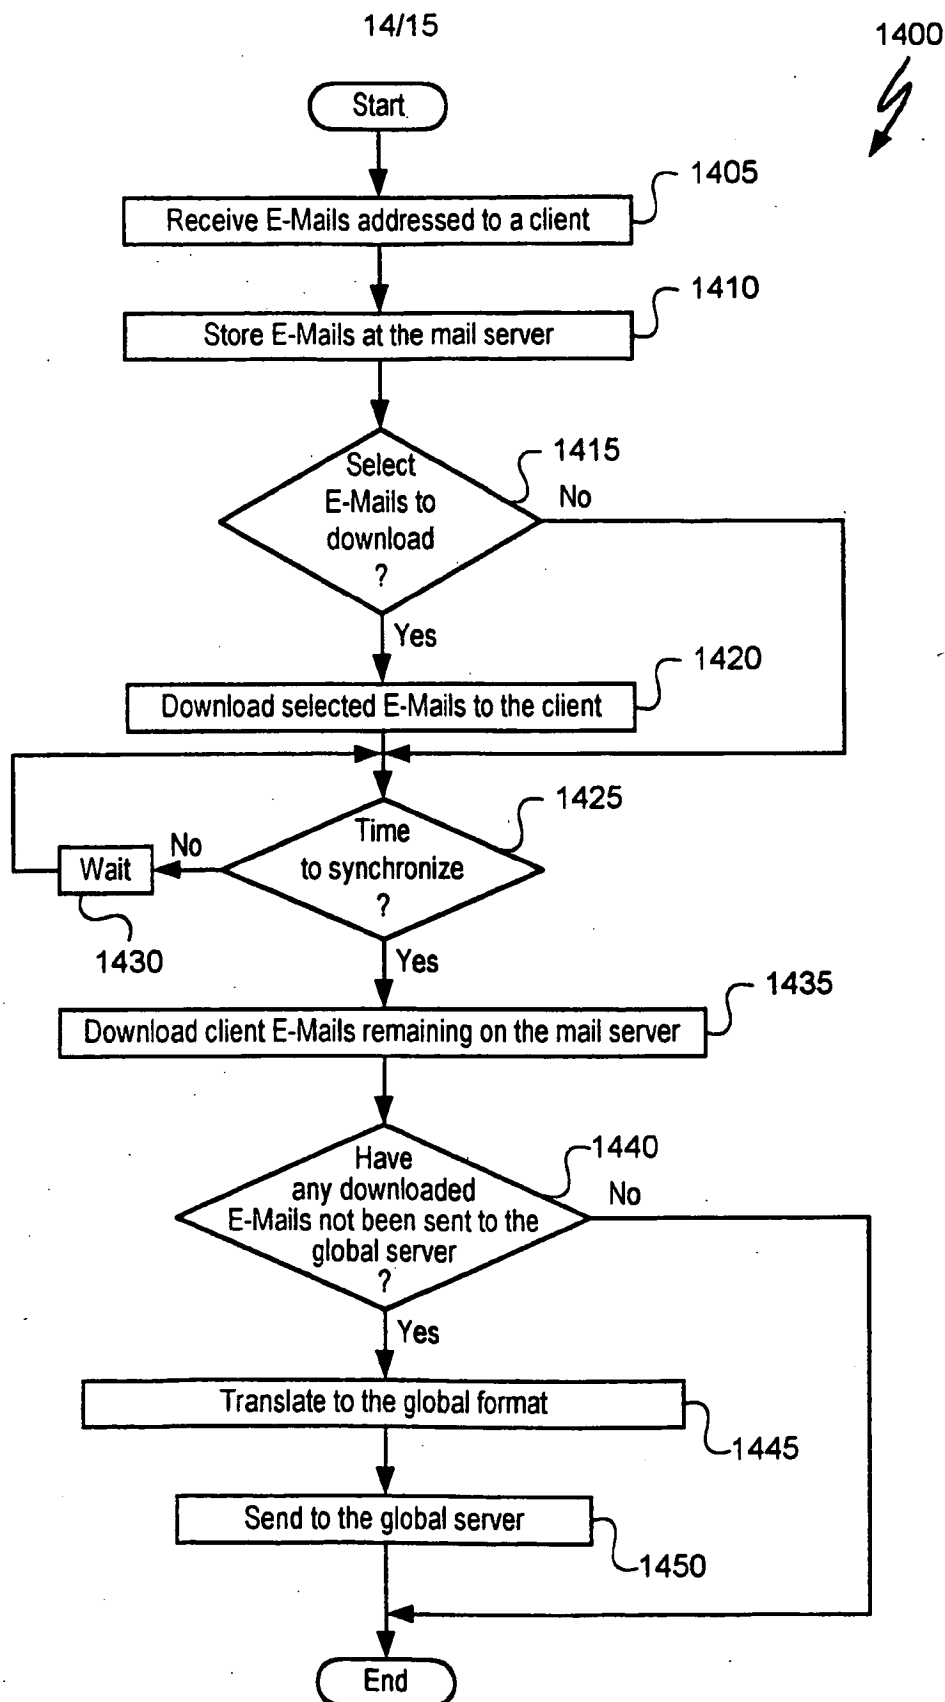 14/15
1400
Start
1405
Receive E-Mails addressed to a client
1410
Store E-Mails at the mail server
1415
Select
E-Mails to
download
?
No
Yes
1420
Download selected E-Mails to the client
1425
Time
to synchronize
?
No
Wait
1430
Yes
1435
Download client E-Mails remaining on the mail server
1440
Have
any downloaded
E-Mails not been sent to the
global server
?
No
Yes
Translate to the global format
1445
Send to the global server
1450
End